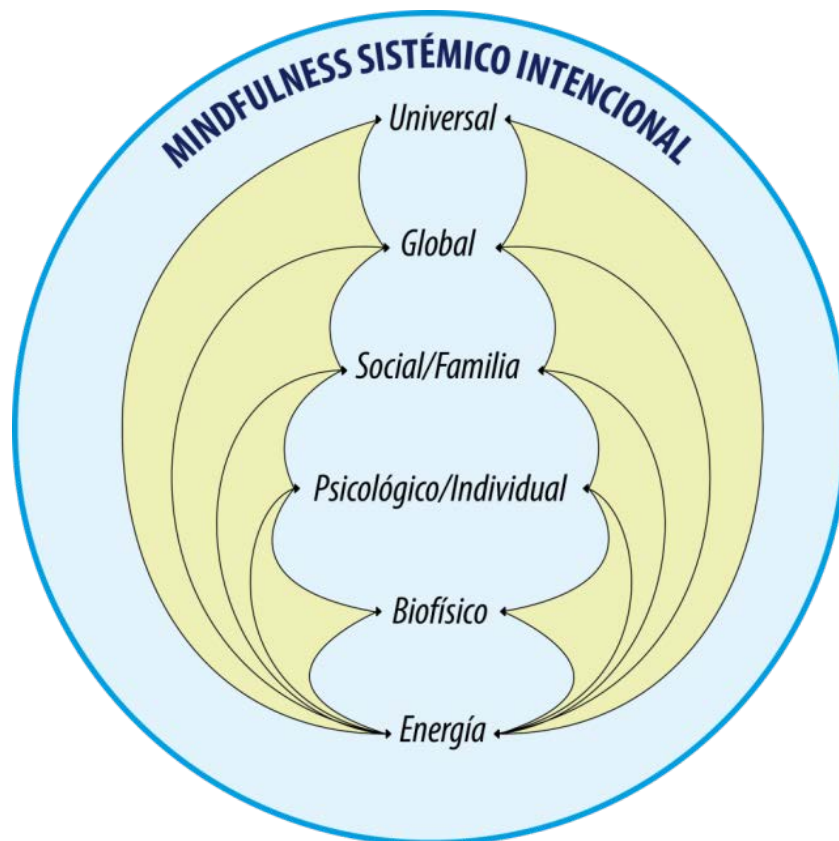 MINDFULNESS SISTÉMICO INTENCIONAL
Universal
Global
Social/Familia
Psicológico/Individual
Biofísico
Energía